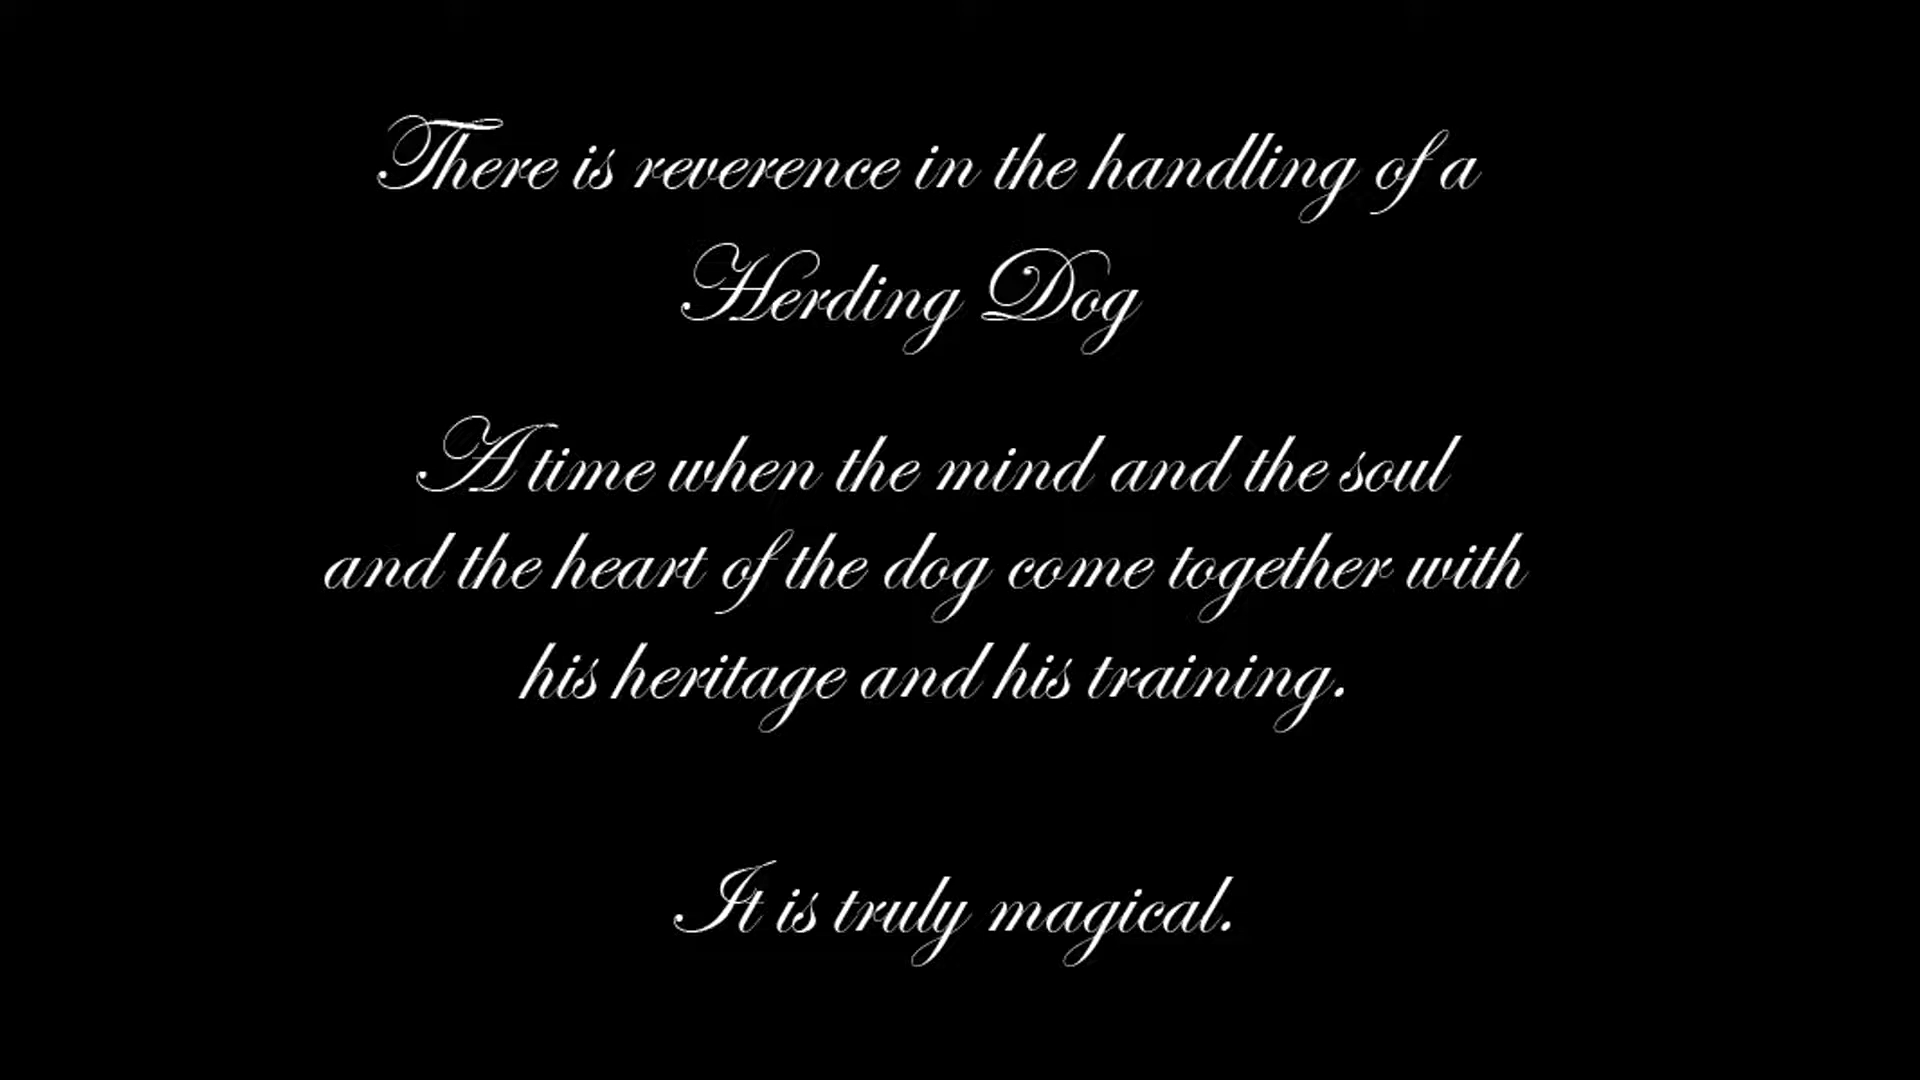 There is reverence in the handling of a
Herding Dog
A time when the mind and the soul
and the heart of the dog come together with
his heritage and his training.
It is truly magical.